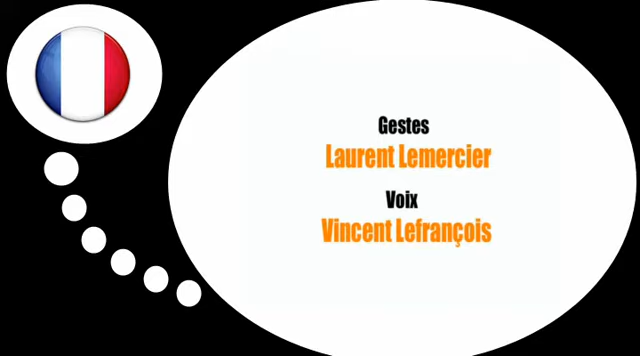 Gestes
Laurent Lemercier
Voix
Vincent Lefrançois